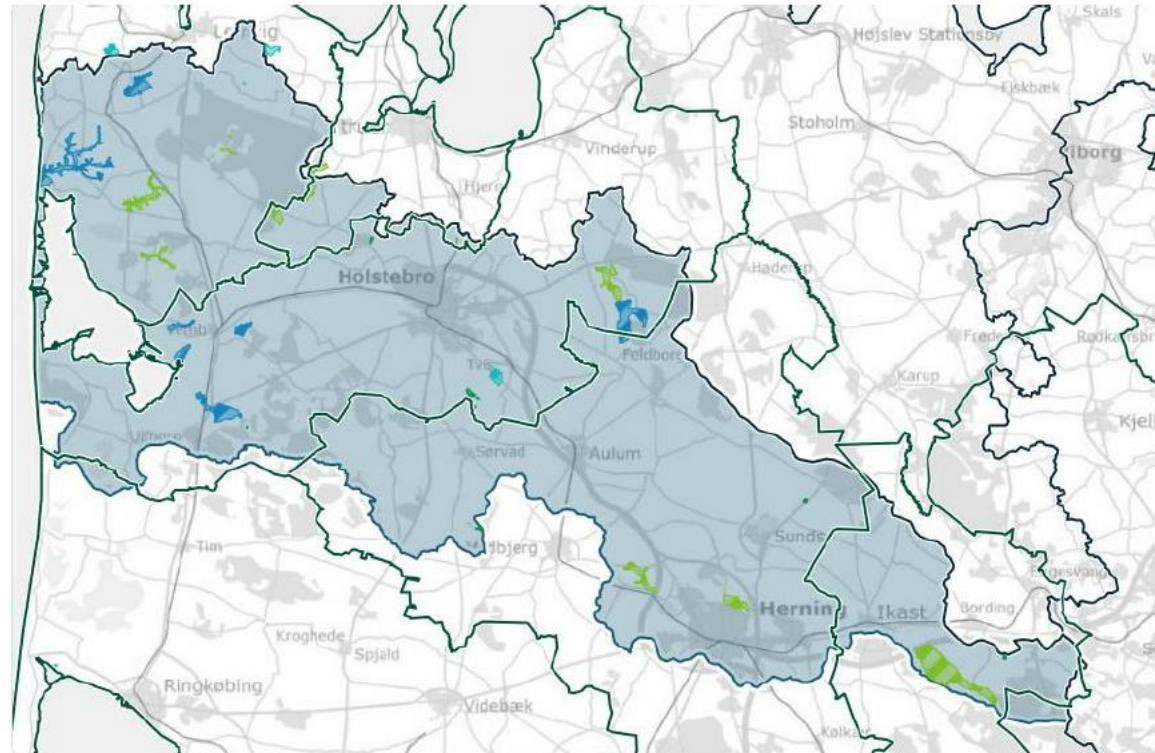 Skals
Højslev Stationsby
Fiskbæk
Stoholm
Vinderup
Hjerm
Haderup
Holstebro
Feldborg
Karup
Tvis
Sørvad
Aulum
Tim
Sunds
Herning
Ikast
Bording
Kroghede
Spjald
Ringkøbing
Videbæk